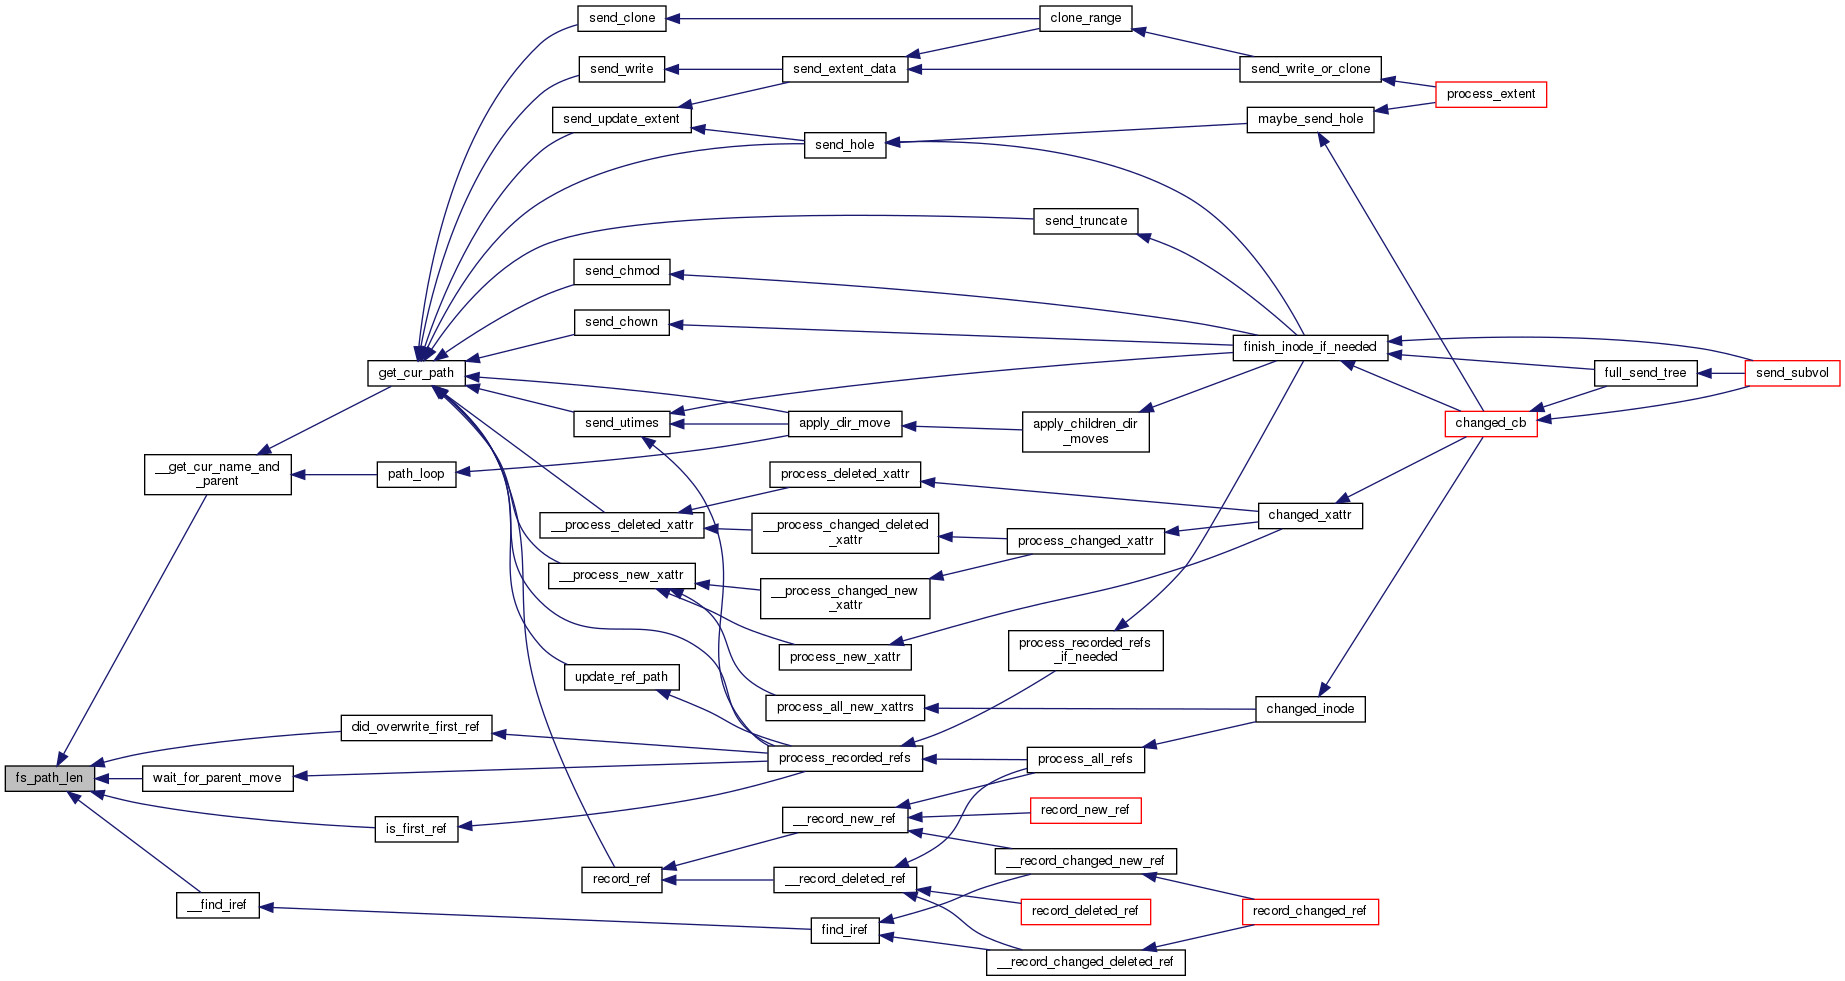 send_clone
clone_range
send_write
send_extent_data
send_write_or_clone
process_extent
send_update_extent
maybe_send_hole
send_hole
send_truncate
send_chmod
send_chown
finish_inode_if_needed
get_cur_path
full_send_tree
send_subvol
send_utimes
apply_dir_move
apply_children_dir
_moves
changed_cb
__get_cur_name_and
_parent
path_loop
process_deleted_xattr
__process_deleted_xattr
__process_changed_deleted
_xattr
process_changed_xattr
changed_xattr
__process_new_xattr
__process_changed_new
_xattr
process_new_xattr
process_recorded_refs
_if_needed
update_ref_path
process_all_new_xattrs
changed_inode
did_overwrite_first_ref
process_recorded_refs
process_all_refs
fs_path_len
wait_for_parent_move
is_first_ref
__record_new_ref
record_new_ref
__record_changed_new_ref
record_ref
__record_deleted_ref
__find_iref
record_deleted_ref
record_changed_ref
find_iref
__record_changed_deleted_ref